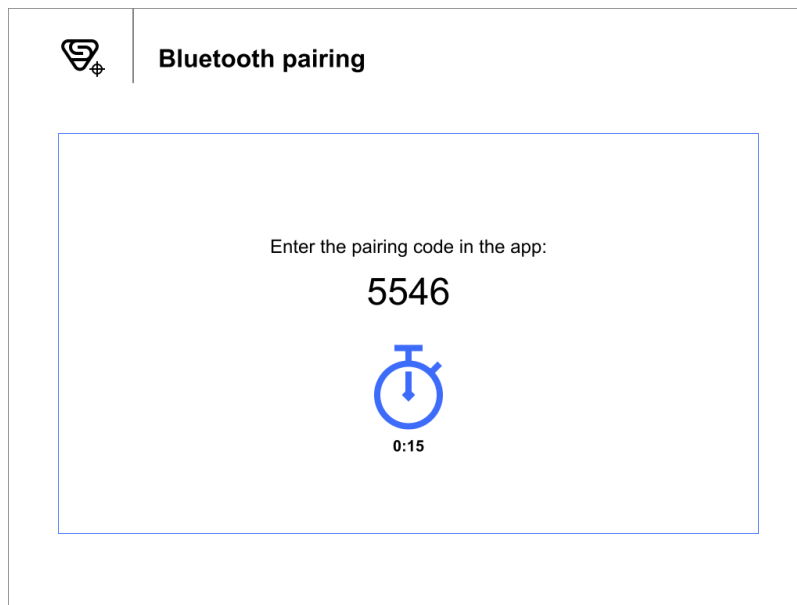 Bluetooth pairing
Enter the pairing code in the app:
5546
0:15